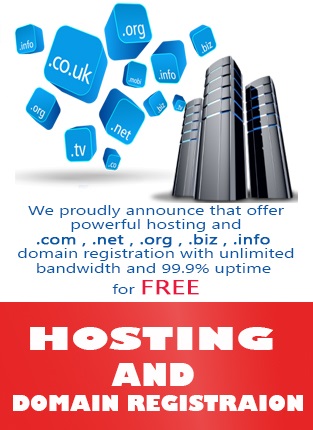 .org
.info
.biz
.co.uk
.mobi
.info
.org
.biz
.net
.tv
.co
We proudly announce that offer
powerful hosting and
.com , .net , .org , .biz , .info
domain registration with unlimited
bandwidth and 99.9% uptime
for FREE
HOSTING
AND
DOMAIN REGISTRAION